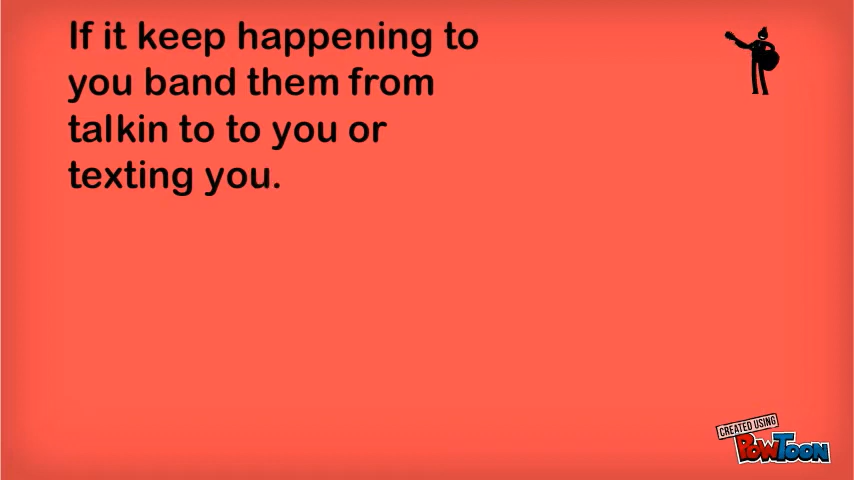 If it keep happening to
you band them from
talkin to to you or
texting you.
CREATED USING
POWTOON